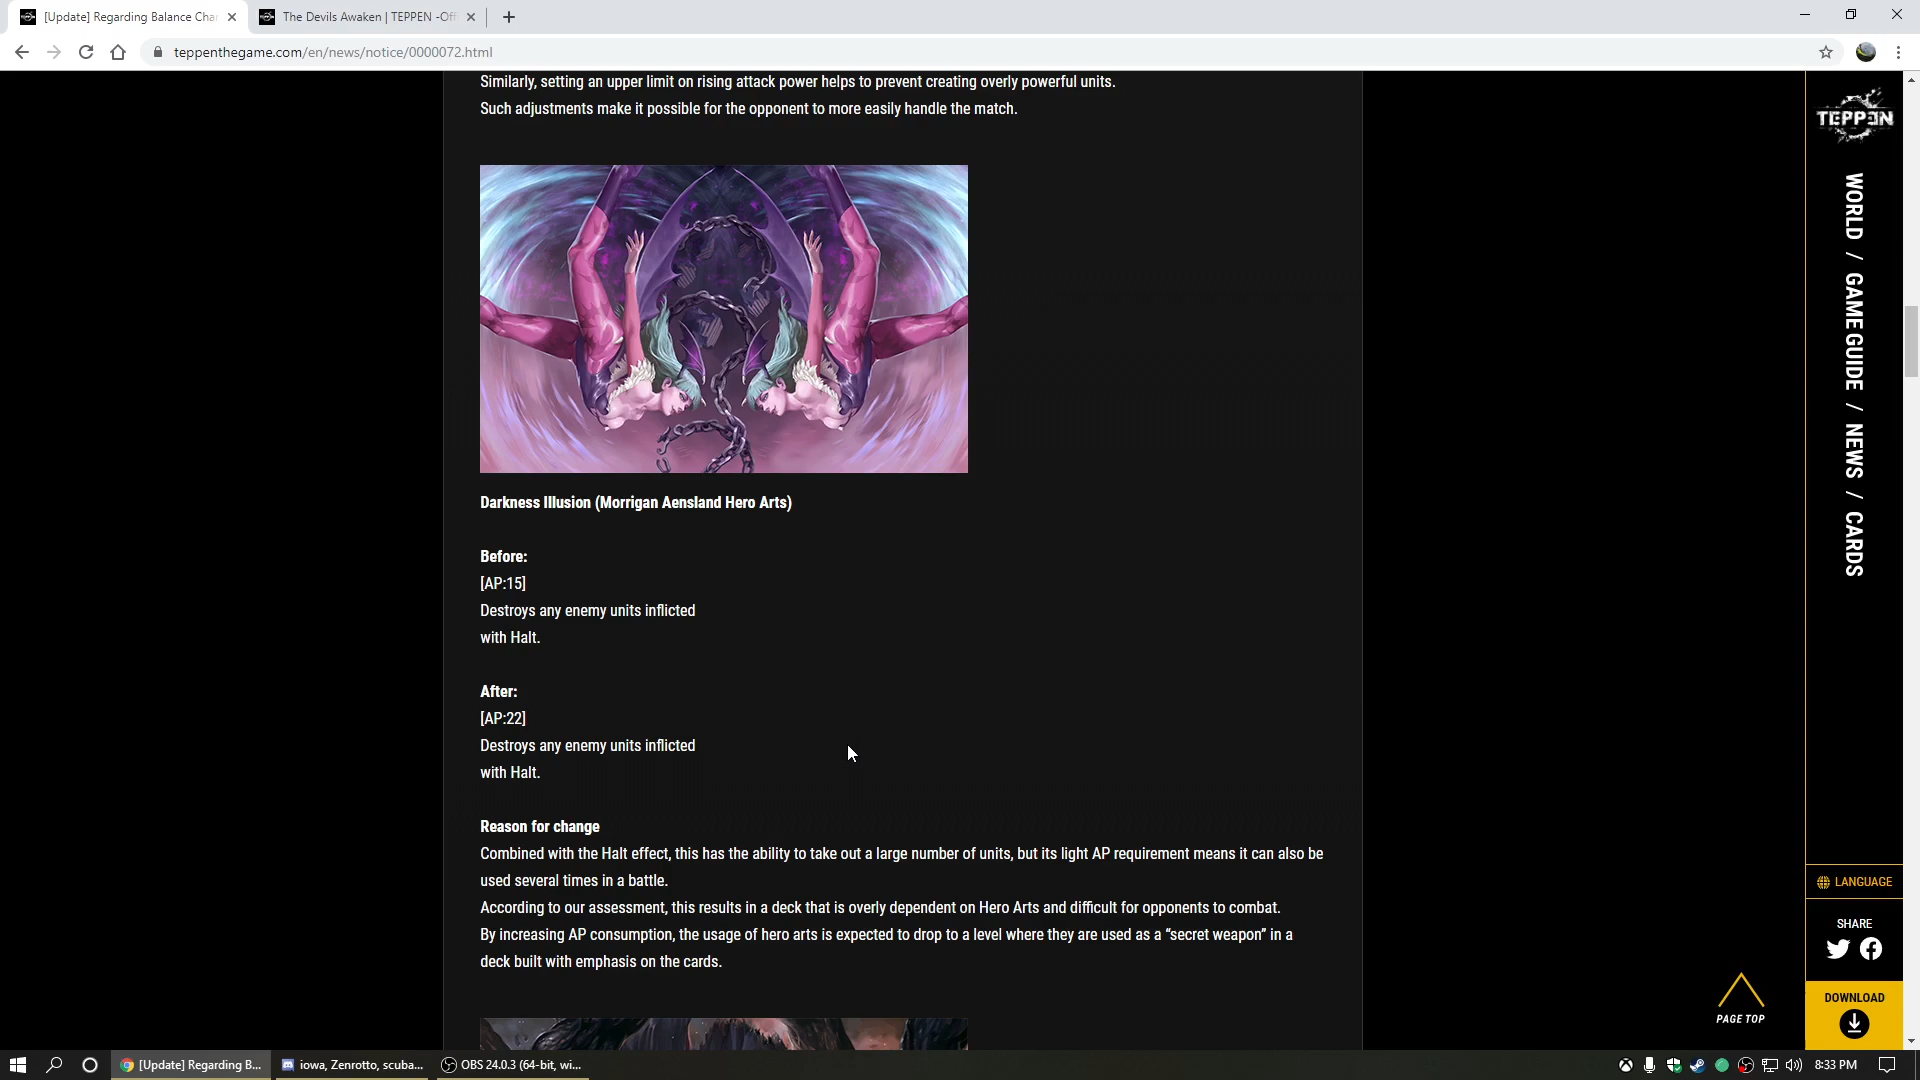 [Update] Regarding Balance Cha
The Devils Awaken | TEPPEN -Off
teppenthegame.com/en/news/notice/0000072.html
Similarly, setting an upper limit on rising attack power helps to prevent creating overly powerful units.
Such adjustments make it possible for the opponent to more easily handle the match.
TEPPEN
WORLD / GAME GUIDE / NEWS / CARDS
Darkness Illusion (Morrigan Aensland Hero Arts)
Before:
[AP:15]
Destroys any enemy units inflicted
with Halt.
After:
[AP:22]
Destroys any enemy units inflicted
with Halt.
Reason for change
Combined with the Halt effect, this has the ability to take out a large number of units, but its light AP requirement means it can also be
used several times in a battle.
According to our assessment, this results in a deck that is overly dependent on Hero Arts and difficult for opponents to combat.
By increasing AP consumption, the usage of hero arts is expected to drop to a level where they are used as a “secret weapon” in a
deck built with emphasis on the cards.
LANGUAGE
SHARE
DOWNLOAD
PAGE TOP
[Update] Regarding B...
iowa, Zenrotto, scuba...
OBS 24.0.3 (64-bit, wi...
8:33 PM